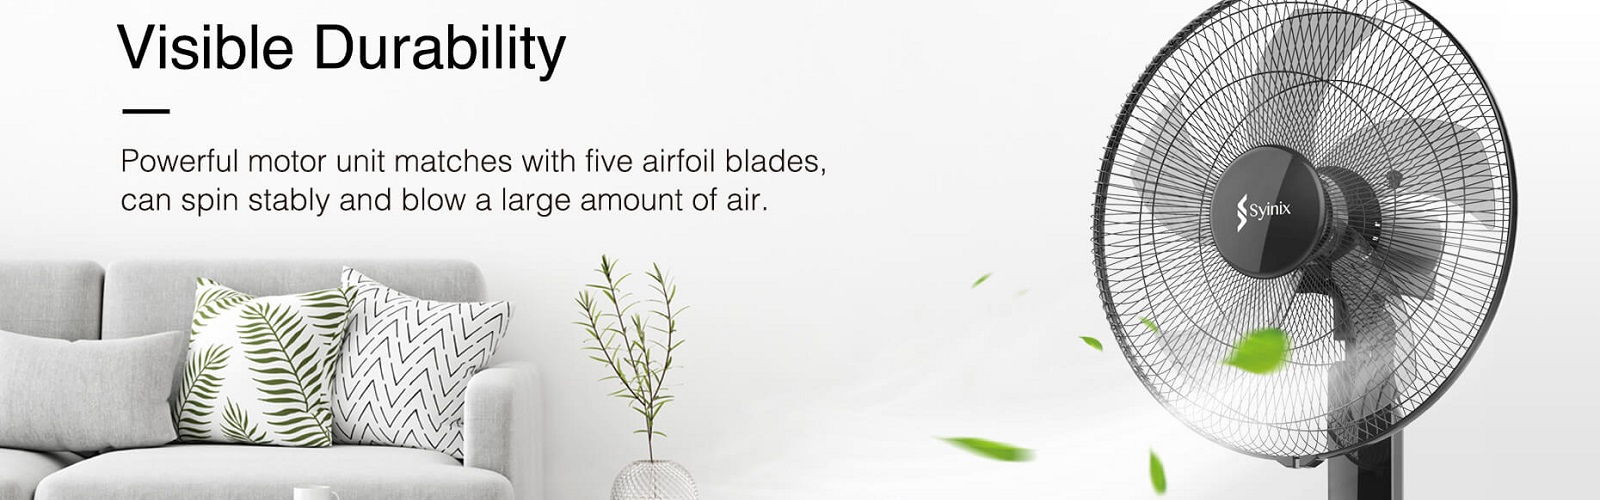 Visible Durability
Powerful motor unit matches with five airfoil blades,
can spin stably and blow a large amount of air.
Syinix